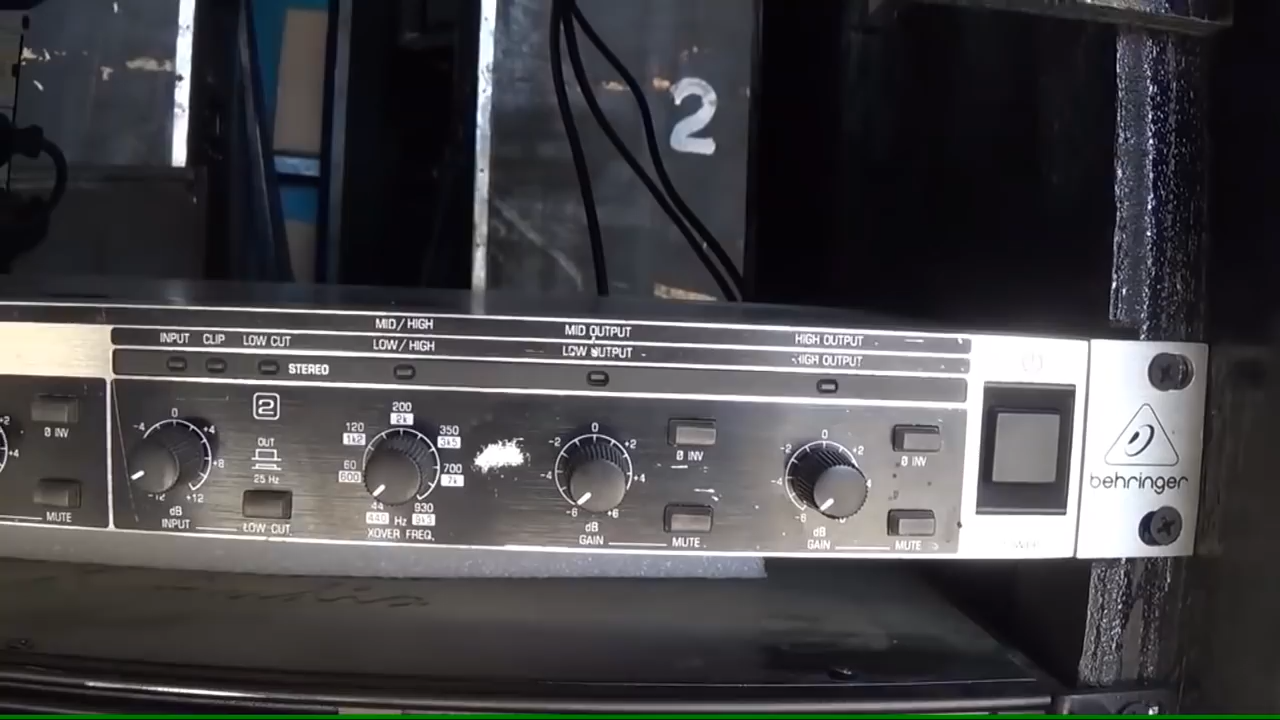 2
MID / HIGH MID OUTPUT HIGH OUTPUT
INPUT CLIP LOW CUT LOW / HIGH LOW OUTPUT HIGH OUTPUT
STEREO
2
+2 Ø INV +4
MUTE
-4 0 +4 +8 +12 -12
dB
INPUT
OUT
25 Hz
LOW CUT
200
2k
120 350
1k2 3k5
60 700
600 7k
44 930
440 Hz 9k3
XOVER FREQ.
0
-2 +2
-4 +4
-6 +6
dB
GAIN
Ø INV
MUTE
0
-2 +2
-4 4
-6
dB
GAIN
Ø INV
MUTE
behringer